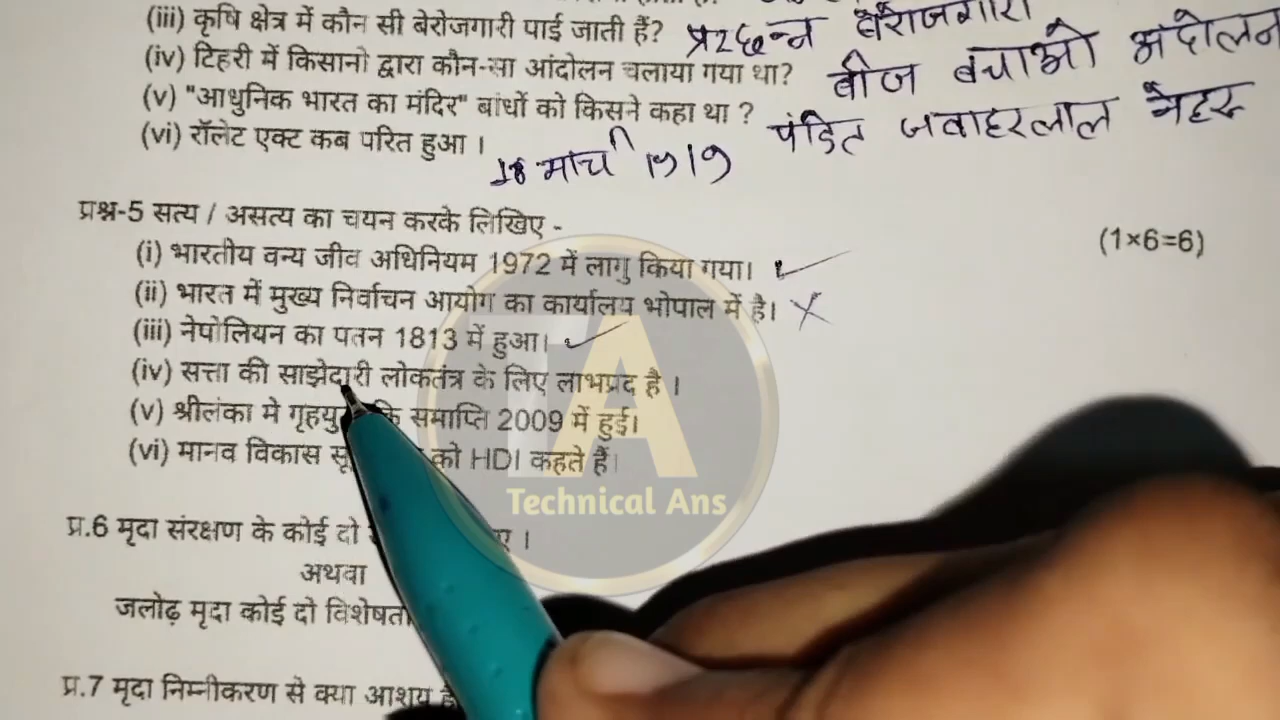 (iii) कृषि क्षेत्र में कौन सी बेरोजगारी पाई जाती हैं? प्रच्छन्न बेरोजगारी
(iv) टिहरी में किसानो द्वारा कौन-सा आंदोलन चलाया गया था? बीज बचाओ आंदोलन
(v) "आधुनिक भारत का मंदिर" बांधों को किसने कहा था ? पंडित जवाहरलाल नेहरू
(vi) रॉलेट एक्ट कब परित हुआ । 18 मार्च 1919
प्रश्न-5 सत्य / असत्य का चयन करके लिखिए - (1×6=6)
(i) भारतीय वन्य जीव अधिनियम 1972 में लागु किया गया। ✓
(ii) भारत में मुख्य निर्वाचन आयोग का कार्यालय भोपाल में है। ✗
(iii) नेपोलियन का पतन 1813 में हुआ। ✓
(iv) सत्ता की साझेदारी लोकतंत्र के लिए लाभप्रद है ।
(v) श्रीलंका मे समाप्ति 2009 में हुई।
(vi) मानव विकास को HDI कहते हैं।
TA
Technical Ans
प्र.6 मृदा संरक्षण के कोई दो
अथवा
जलोढ़ मृदा कोई दो
प्र.7 मृदा निम्नीकरण से क्या आशय